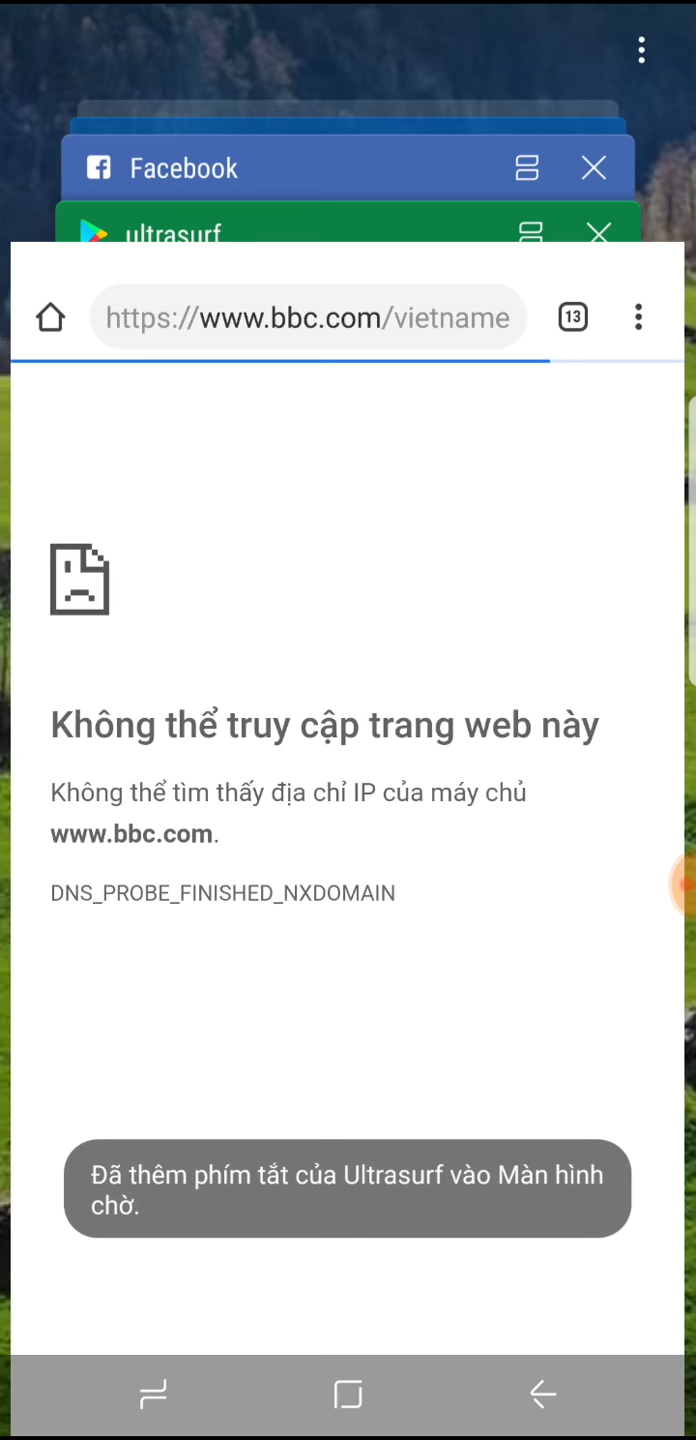 Facebook
ultrasurf
https://www.bbc.com/vietname
13
Không thể truy cập trang web này
Không thể tìm thấy địa chỉ IP của máy chủ
www.bbc.com.
DNS_PROBE_FINISHED_NXDOMAIN
Đã thêm phím tắt của Ultrasurf vào Màn hình
chờ.